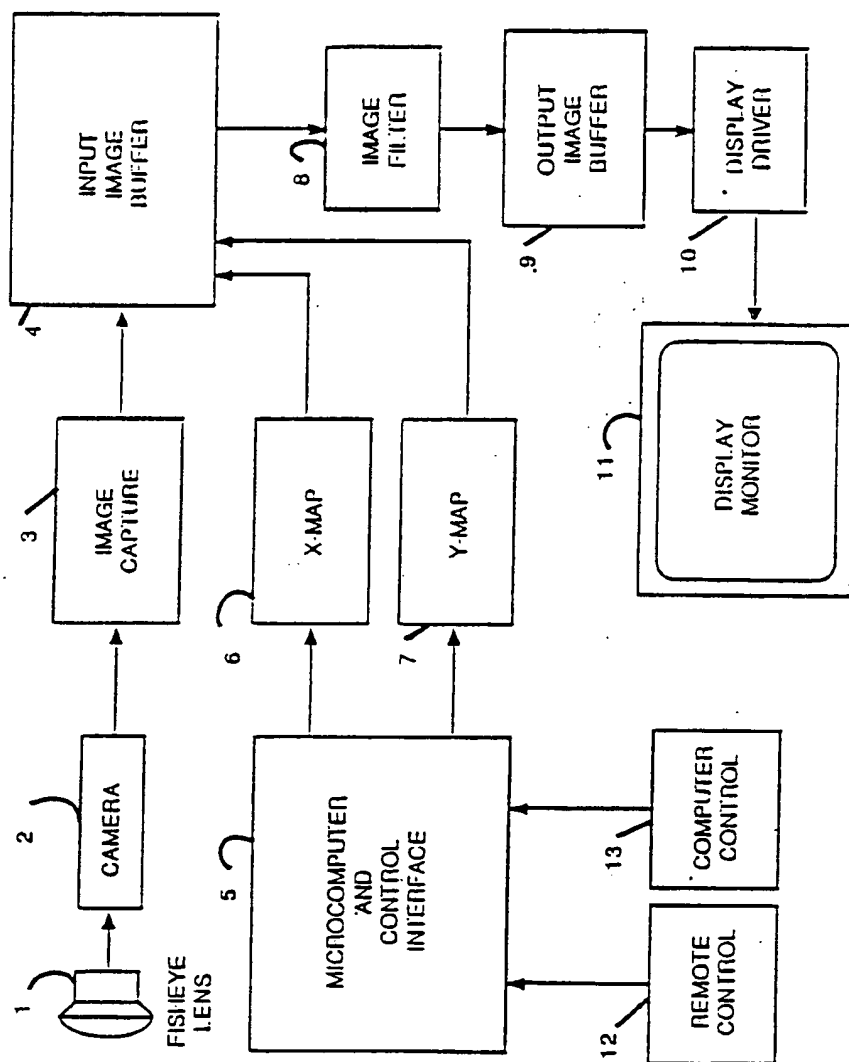 1
FISHEYE
LENS
2
CAMERA
3
IMAGE
CAPTURE
4
INPUT
IMAGE
BUFFER
5
MICROCOMPUTER
AND
CONTROL
INTERFACE
6
X-MAP
7
Y-MAP
8
IMAGE
FILTER
9
OUTPUT
IMAGE
BUFFER
10
DISPLAY
DRIVER
11
DISPLAY
MONITOR
12
REMOTE
CONTROL
13
COMPUTER
CONTROL